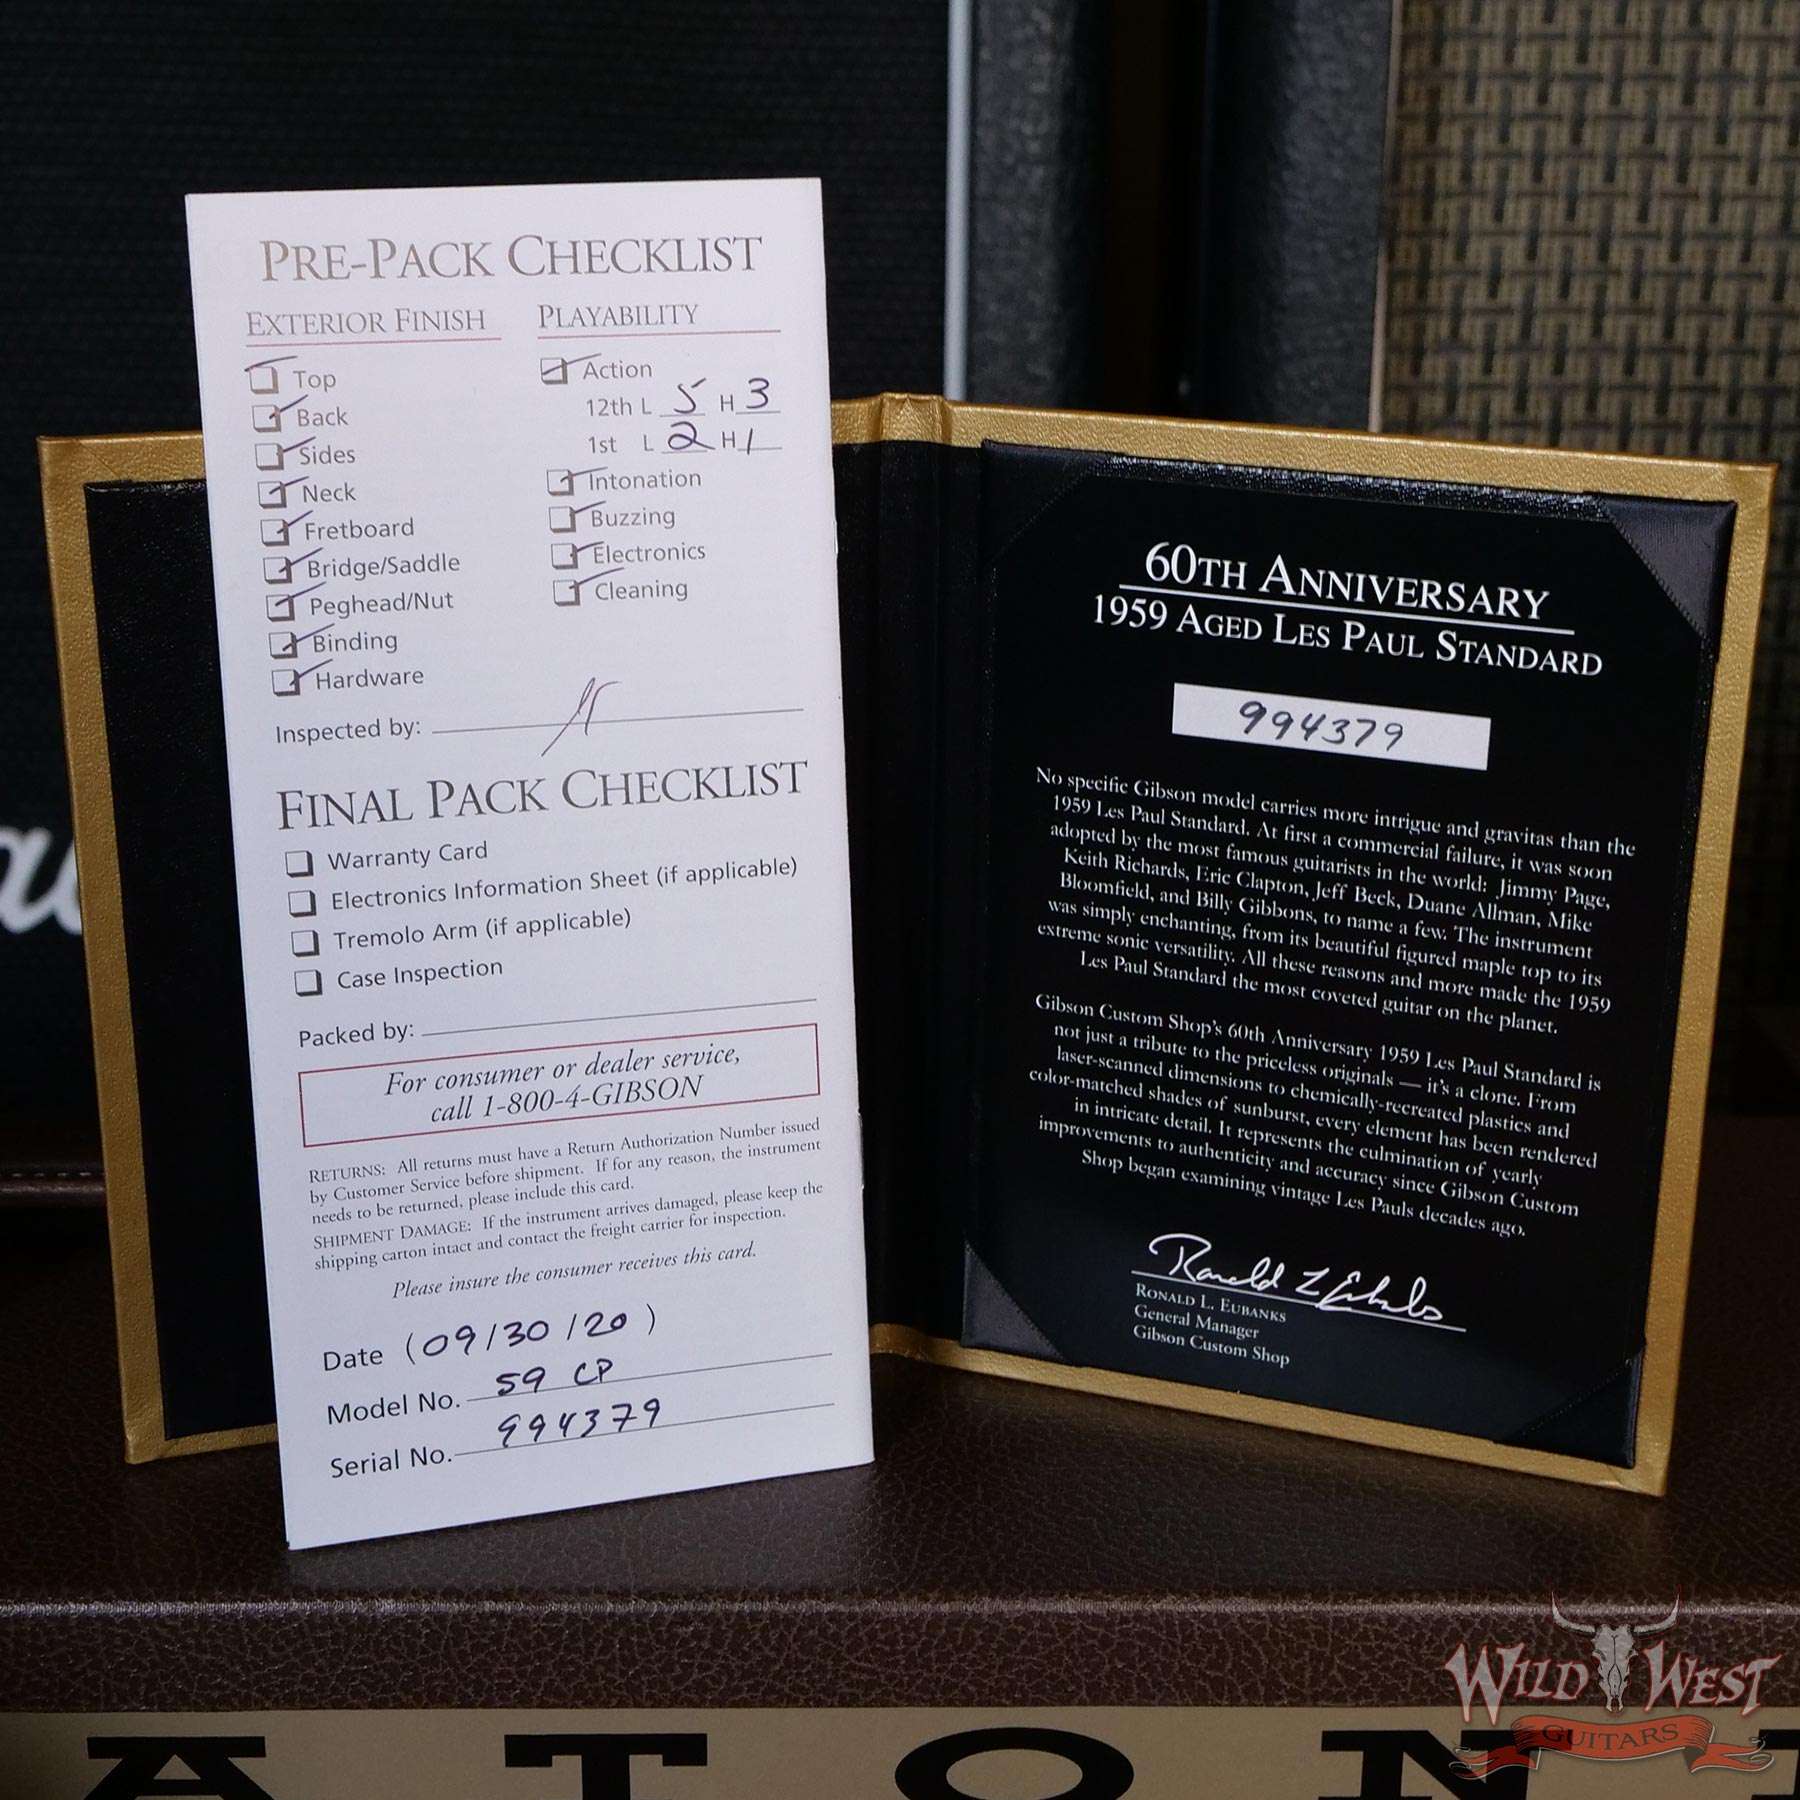 PRE-PACK CHECKLIST
EXTERIOR FINISH
Top
Back
Sides
Neck
Fretboard
Bridge/Saddle
Peghead/Nut
Binding
Hardware
PLAYABILITY
Action
12th L 5 H 3
1st L 2 H 1
Intonation
Buzzing
Electronics
Cleaning
Inspected by:
FINAL PACK CHECKLIST
Warranty Card
Electronics Information Sheet (if applicable)
Tremolo Arm (if applicable)
Case Inspection
Packed by:
For consumer or dealer service,
call 1-800-4-GIBSON
RETURNS: All returns must have a Return Authorization Number issued
by Customer Service before shipment. If for any reason, the instrument
needs to be returned, please include this card.
SHIPMENT DAMAGE: If the instrument arrives damaged, please keep the
shipping carton intact and contact the freight carrier for inspection.
Please insure the consumer receives this card.
Date (09/30/20)
Model No. 59 CP
Serial No. 994379
60TH ANNIVERSARY
1959 AGED LES PAUL STANDARD
994379
No specific Gibson model carries more intrigue and gravitas than the
1959 Les Paul Standard. At first a commercial failure, it was soon
adopted by the most famous guitarists in the world: Jimmy Page,
Keith Richards, Eric Clapton, Jeff Beck, Duane Allman, Mike
Bloomfield, and Billy Gibbons, to name a few. The instrument
was simply enchanting, from its beautiful figured maple top to its
extreme sonic versatility. All these reasons and more made the 1959
Les Paul Standard the most coveted guitar on the planet.
Gibson Custom Shop's 60th Anniversary 1959 Les Paul Standard is
not just a tribute to the priceless originals — it's a clone. From
laser-scanned dimensions to chemically-recreated plastics and
color-matched shades of sunburst, every element has been rendered
in intricate detail. It represents the culmination of yearly
improvements to authenticity and accuracy since Gibson Custom
Shop began examining vintage Les Pauls decades ago.
Ronald L Eubanks
RONALD L. EUBANKS
General Manager
Gibson Custom Shop
WILD WEST
GUITARS
ATON